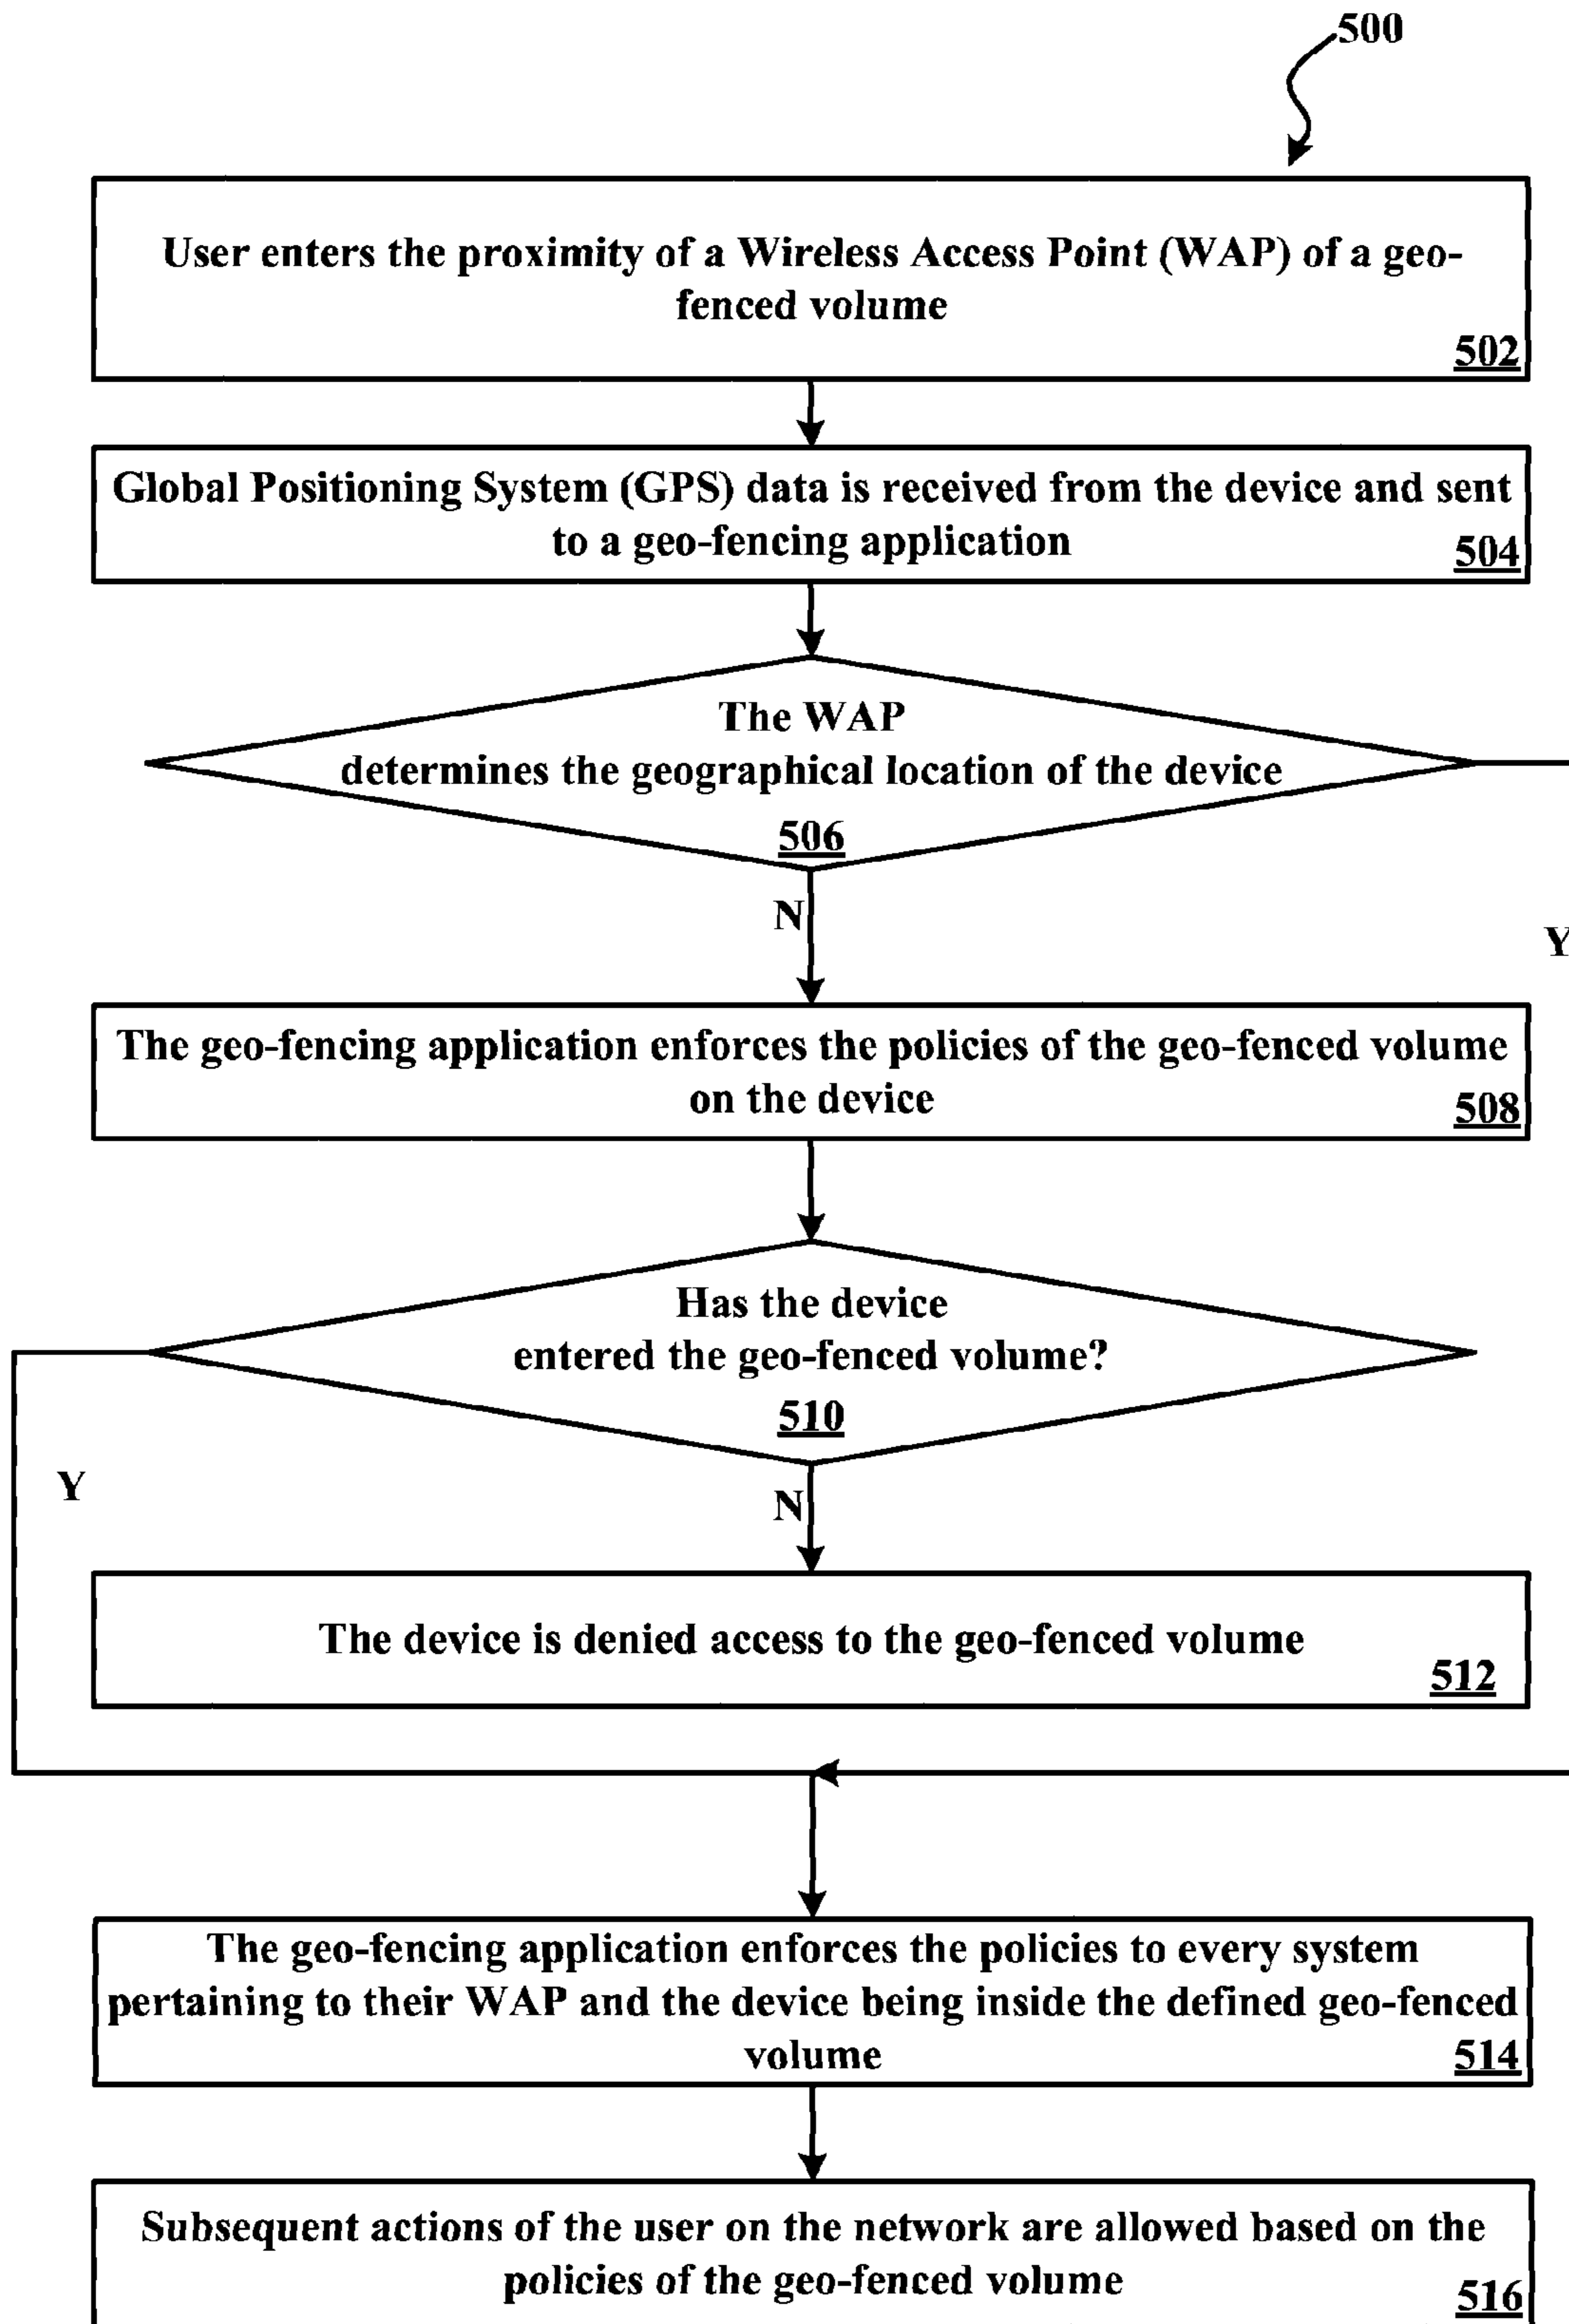 500
User enters the proximity of a Wireless Access Point (WAP) of a geo-
fenced volume
502
Global Positioning System (GPS) data is received from the device and sent
to a geo-fencing application
504
The WAP
determines the geographical location of the device
506
N
Y
The geo-fencing application enforces the policies of the geo-fenced volume
on the device
508
Has the device
entered the geo-fenced volume?
510
Y
N
The device is denied access to the geo-fenced volume
512
The geo-fencing application enforces the policies to every system
pertaining to their WAP and the device being inside the defined geo-fenced
volume
514
Subsequent actions of the user on the network are allowed based on the
policies of the geo-fenced volume
516